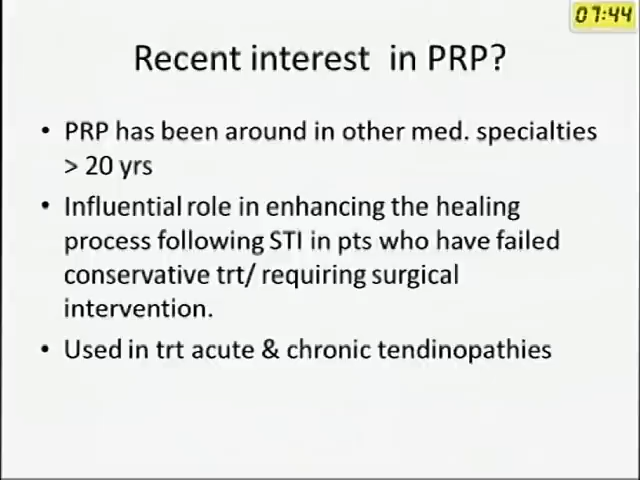 07:44
Recent interest in PRP?
• PRP has been around in other med. specialties
> 20 yrs
• Influential role in enhancing the healing
process following STI in pts who have failed
conservative trt/ requiring surgical
intervention.
• Used in trt acute & chronic tendinopathies